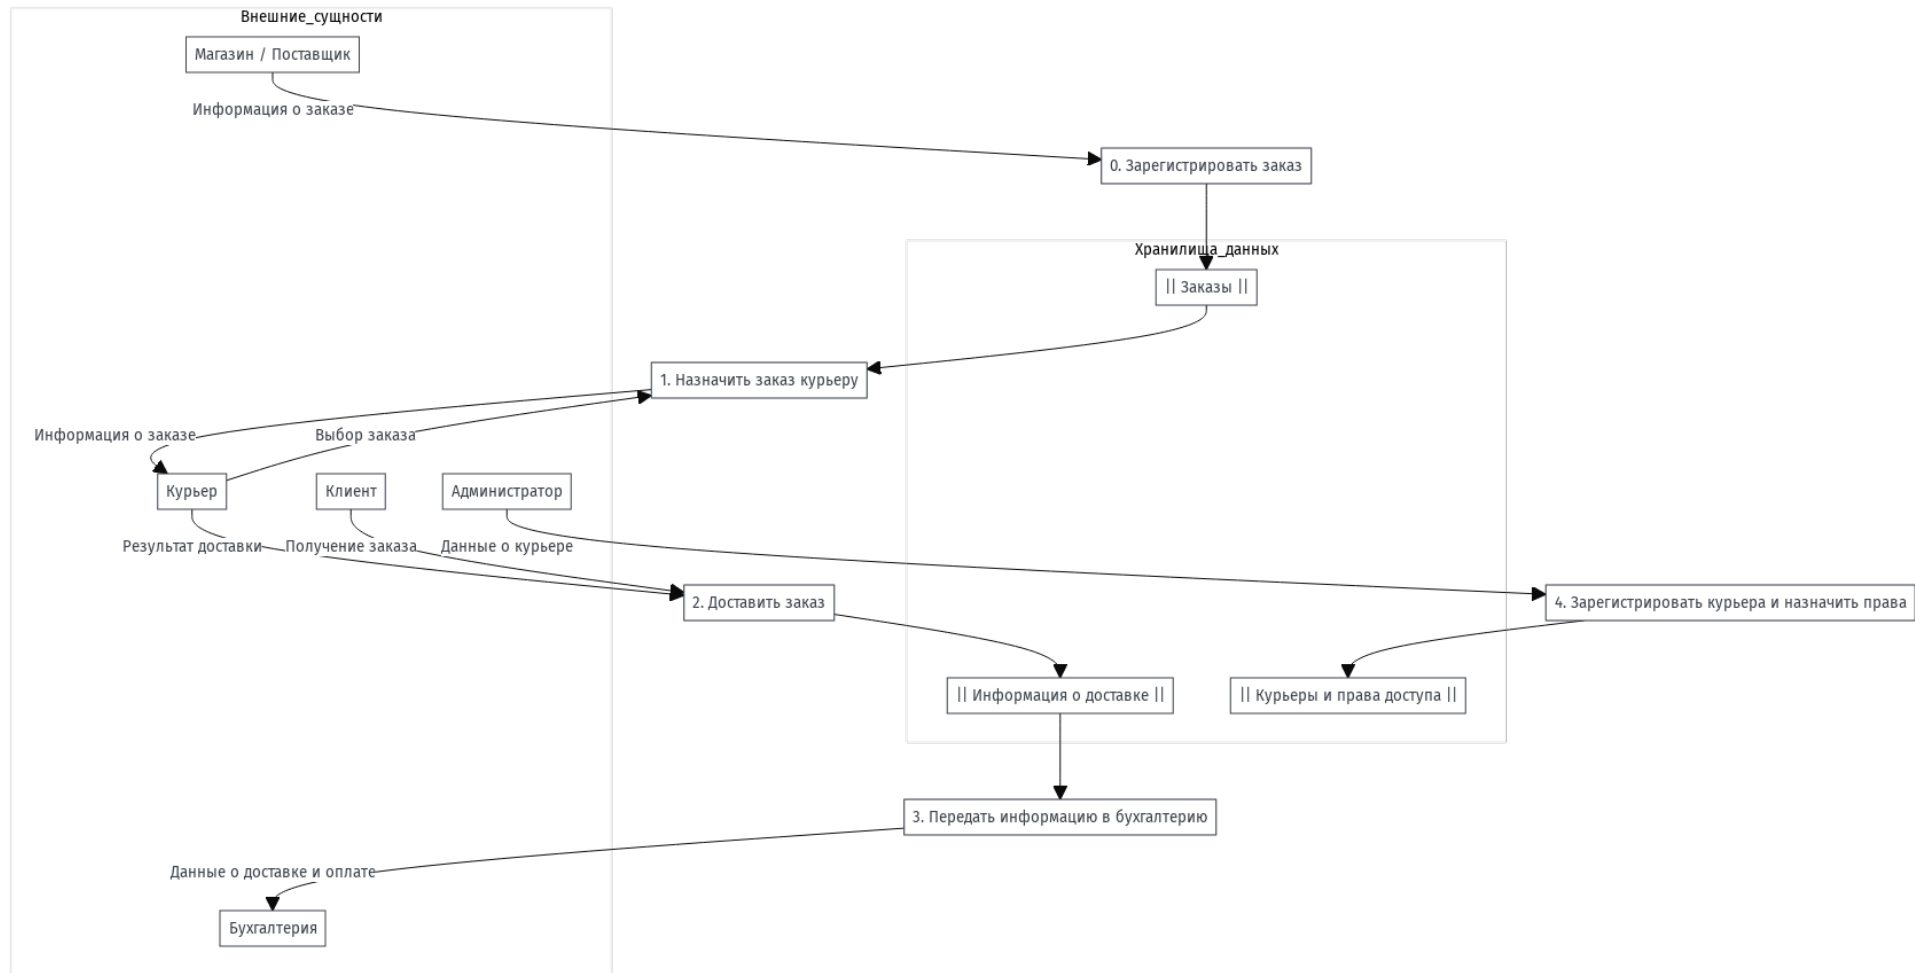 Внешние_сущности
Магазин / Поставщик
Информация о заказе
0. Зарегистрировать заказ
Хранилища_данных
|| Заказы ||
1. Назначить заказ курьеру
Информация о заказе
Выбор заказа
Курьер
Клиент
Администратор
Результат доставки
Получение заказа
Данные о курьере
2. Доставить заказ
4. Зарегистрировать курьера и назначить права
|| Информация о доставке ||
|| Курьеры и права доступа ||
3. Передать информацию в бухгалтерию
Данные о доставке и оплате
Бухгалтерия